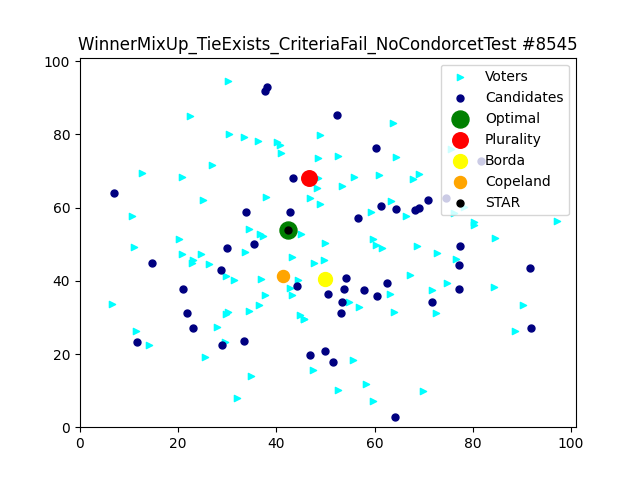 WinnerMixUp_TieExists_CriteriaFail_NoCondorcetTest #8545
100
80
60
40
20
0
0
20
40
60
80
100
Voters
Candidates
Optimal
Plurality
Borda
Copeland
STAR